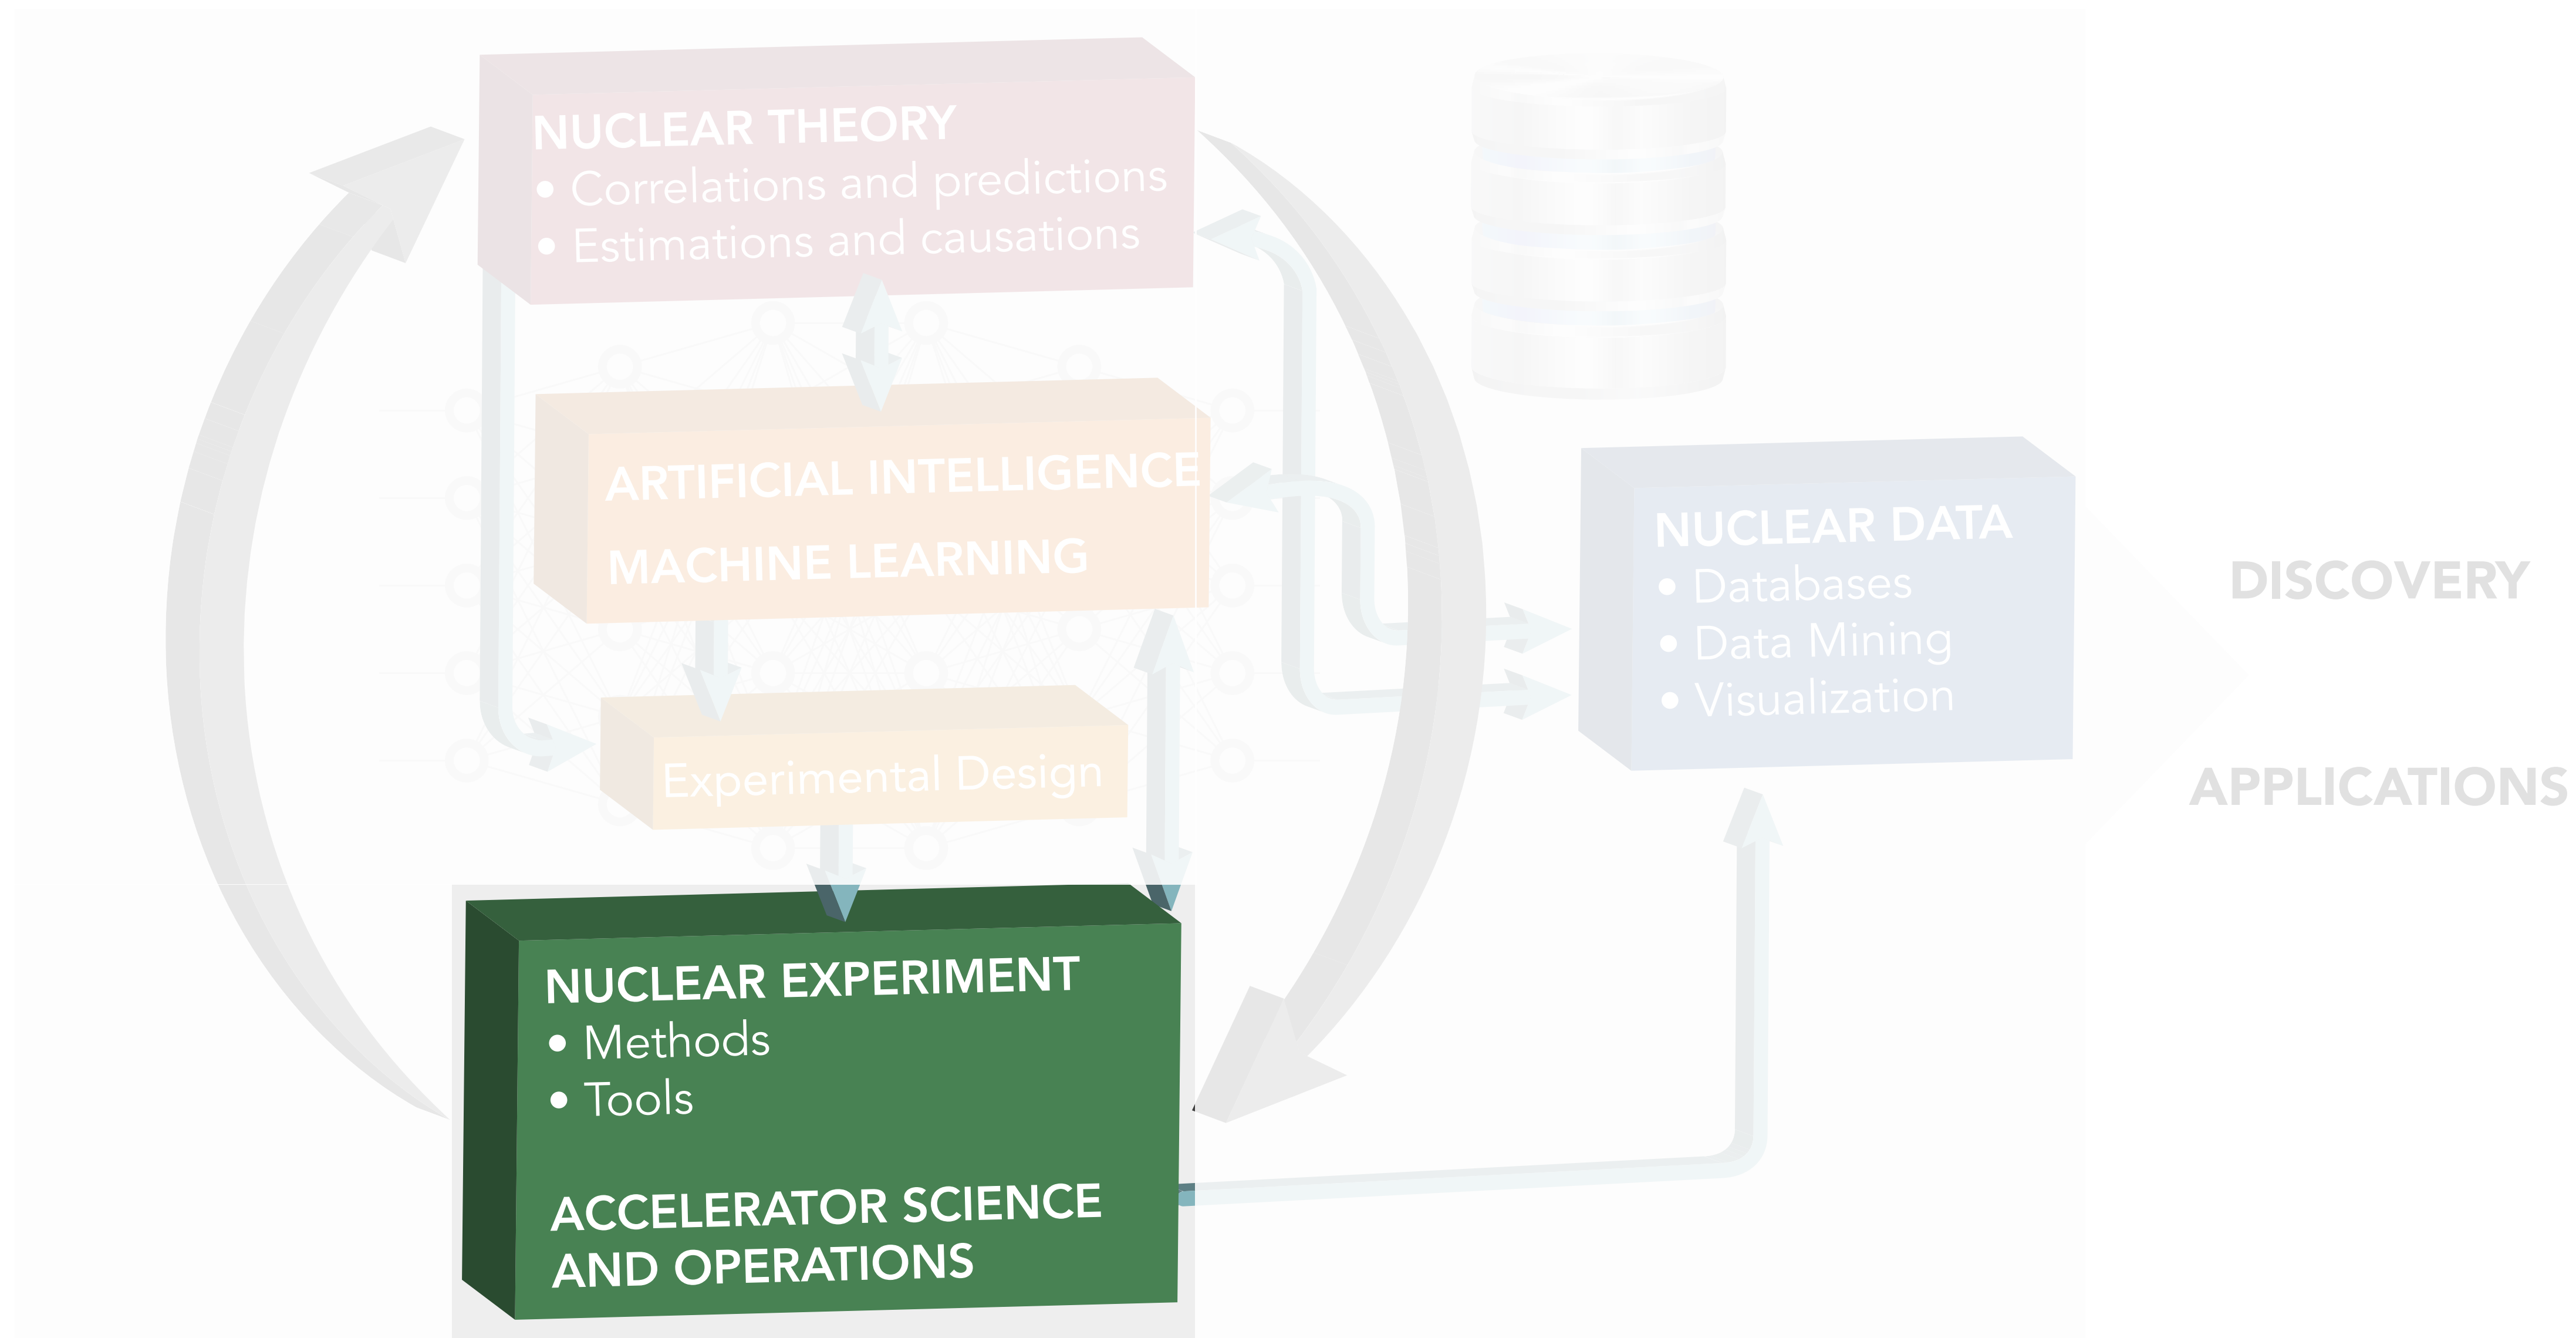 NUCLEAR THEORY
• Correlations and predictions
• Estimations and causations
ARTIFICIAL INTELLIGENCE
MACHINE LEARNING
Experimental Design
NUCLEAR EXPERIMENT
• Methods
• Tools
ACCELERATOR SCIENCE
AND OPERATIONS
NUCLEAR DATA
• Databases
• Data Mining
• Visualization
DISCOVERY
APPLICATIONS